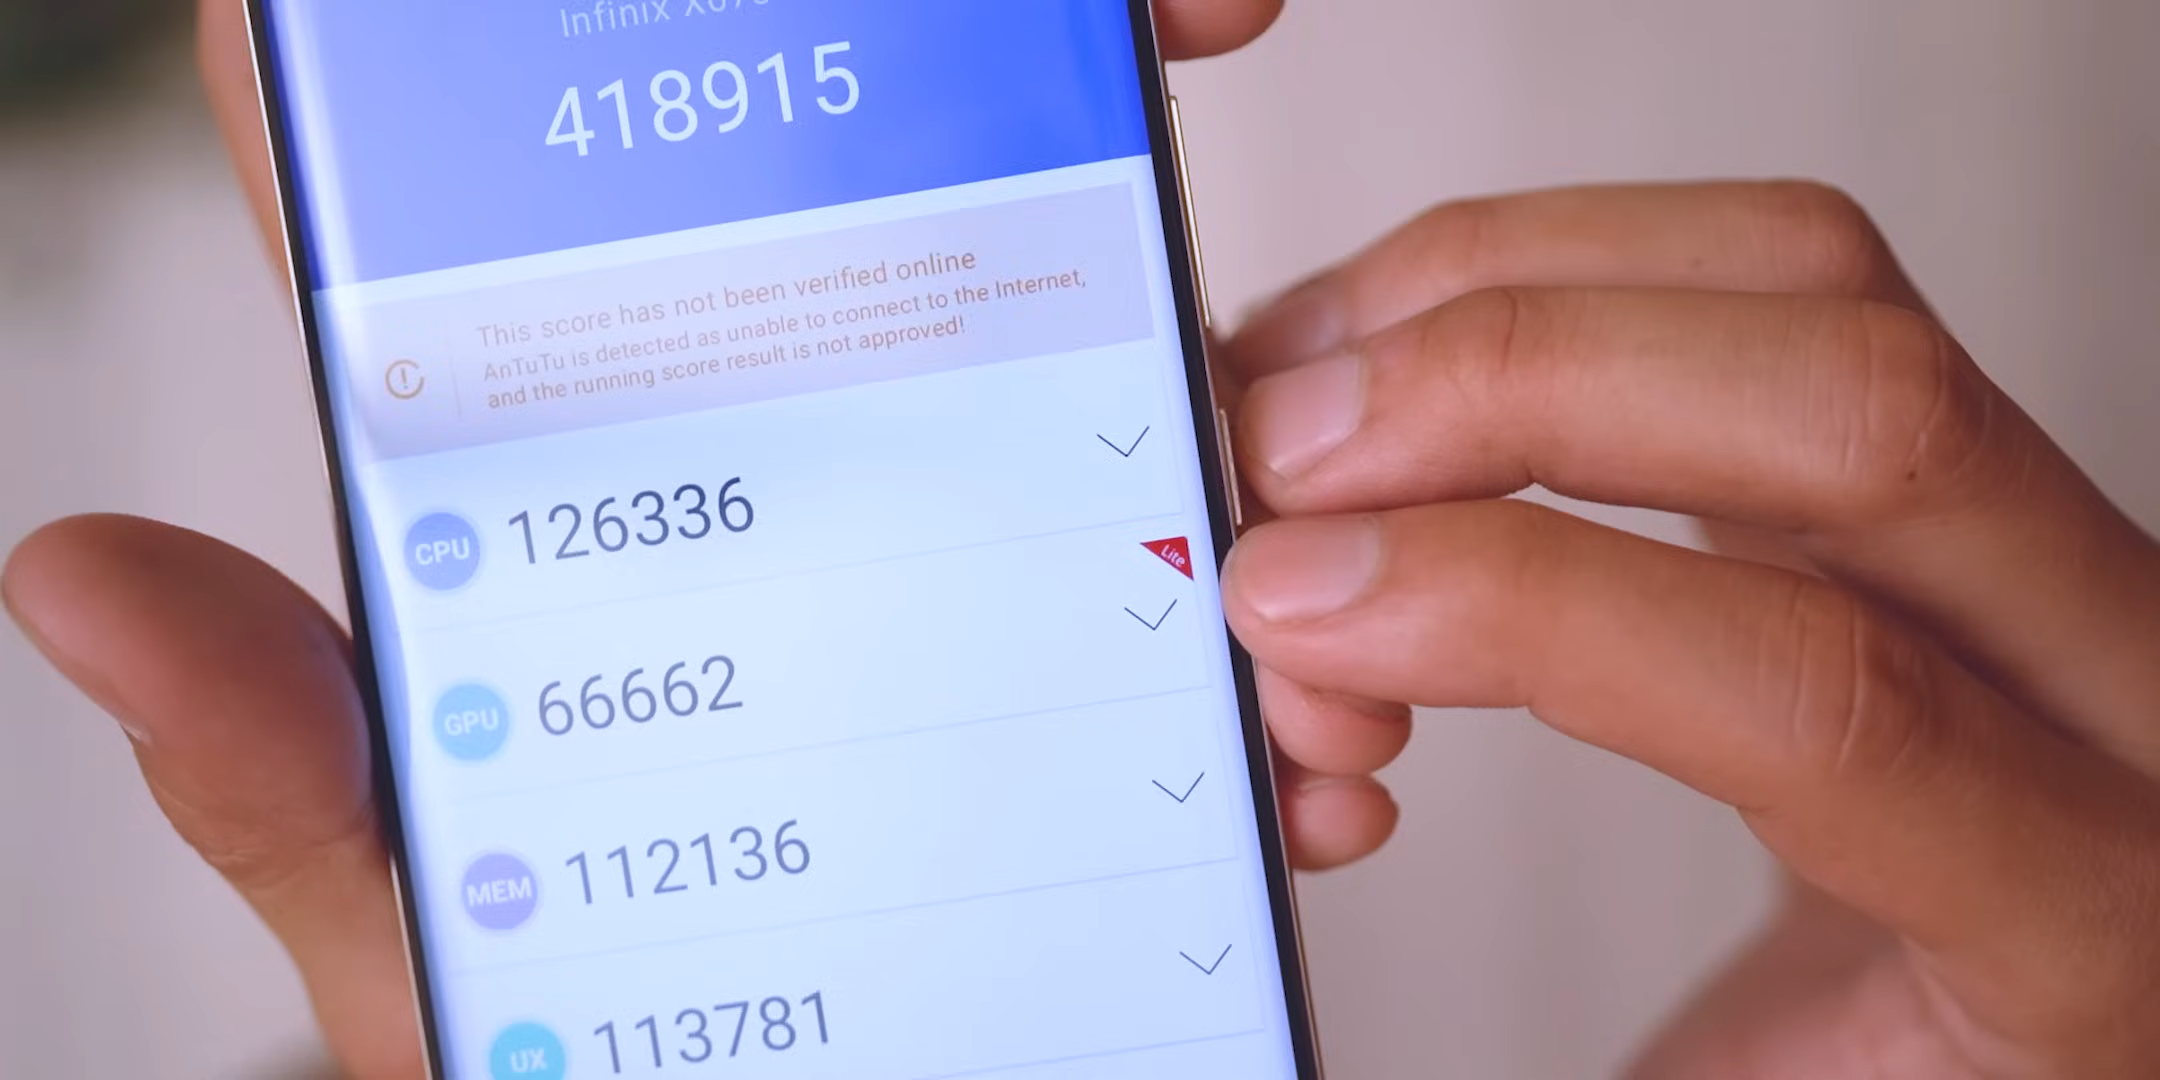 Infinix
418915
This score has not been verified online
AnTuTu is detected as unable to connect to the Internet,
and the running score result is not approved!
CPU 126336
Lite
GPU 66662
MEM 112136
UX 113781